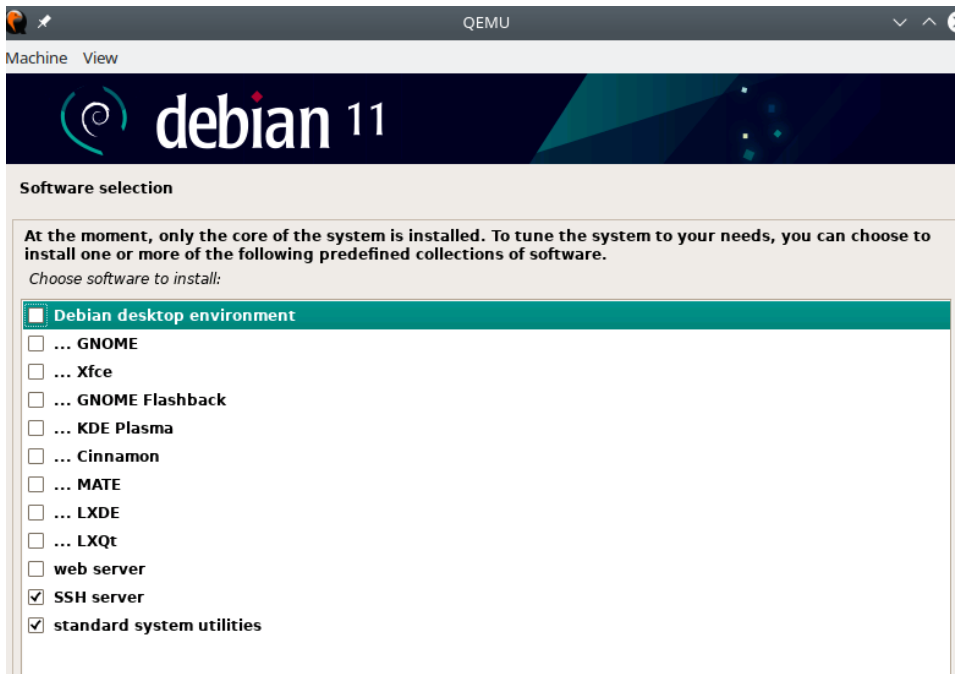 QEMU
Machine View
debian 11
Software selection
At the moment, only the core of the system is installed. To tune the system to your needs, you can choose to
install one or more of the following predefined collections of software.
Choose software to install:
Debian desktop environment
... GNOME
... Xfce
... GNOME Flashback
... KDE Plasma
... Cinnamon
... MATE
... LXDE
... LXQt
web server
SSH server
standard system utilities